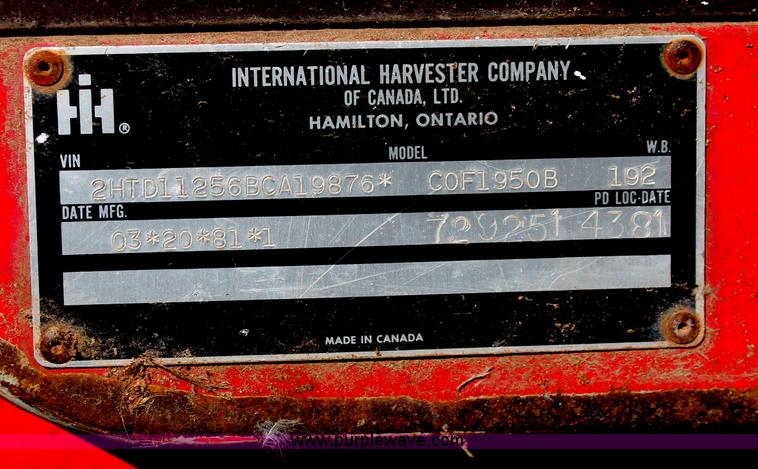 INTERNATIONAL HARVESTER COMPANY
OF CANADA, LTD.
HAMILTON, ONTARIO
IH ®
VIN MODEL W.B.
2HTD11256BCA19876* COF1950B 192
DATE MFG. PD LOC-DATE
03*20*81*1 4381
MADE IN CANADA
www.purplewave.com